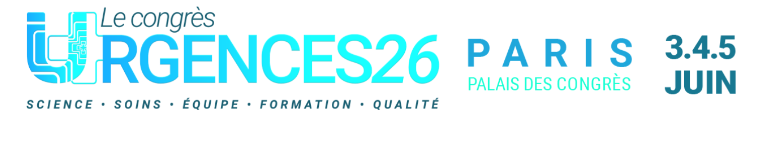 Le congrès
URGENCES26
SCIENCE • SOINS • ÉQUIPE • FORMATION • QUALITÉ
PARIS
PALAIS DES CONGRÈS
3.4.5
JUIN